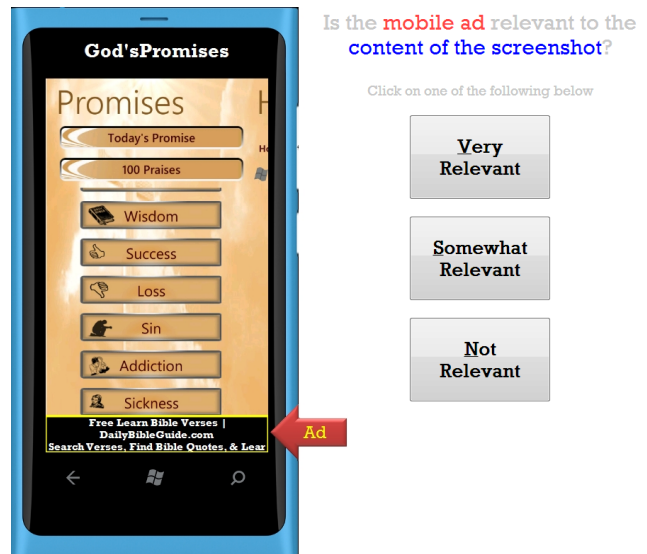 God'sPromises
Promises
H
Today's Promise
He
100 Praises
Wisdom
Success
Loss
Sin
Addiction
Sickness
Free Learn Bible Verses |
DailyBibleGuide.com
Search Verses, Find Bible Quotes, & Lear
Ad
Is the mobile ad relevant to the
content of the screenshot?
Click on one of the following below
Very
Relevant
Somewhat
Relevant
Not
Relevant